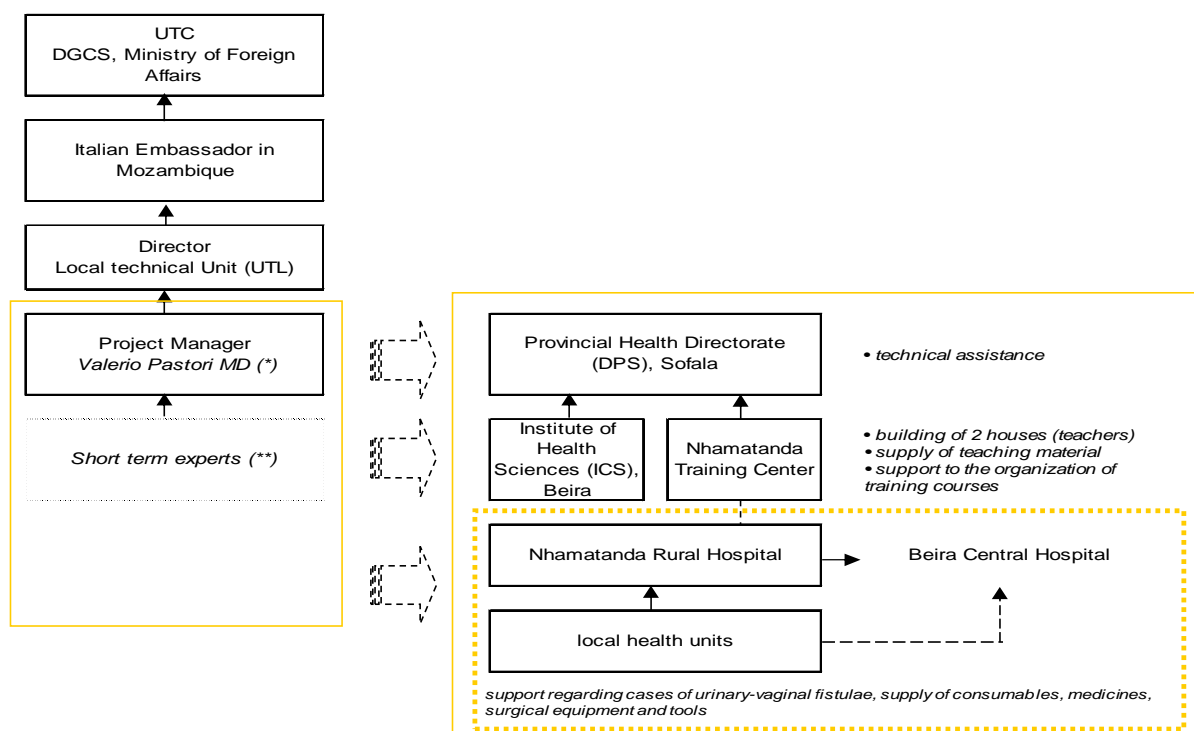 UTC
DGCS, Ministry of Foreign
Affairs
Italian Embassador in
Mozambique
Director
Local technical Unit (UTL)
Project Manager
Valerio Pastori MD (*)
Short term experts (**)
Provincial Health Directorate
(DPS), Sofala
• technical assistance
Institute of
Health
Sciences (ICS),
Beira
Nhamatanda
Training Center
• building of 2 houses (teachers)
• supply of teaching material
• support to the organization of
training courses
Nhamatanda Rural Hospital
Beira Central Hospital
local health units
support regarding cases of urinary-vaginal fistulae, supply of consumables, medicines,
surgical equipment and tools